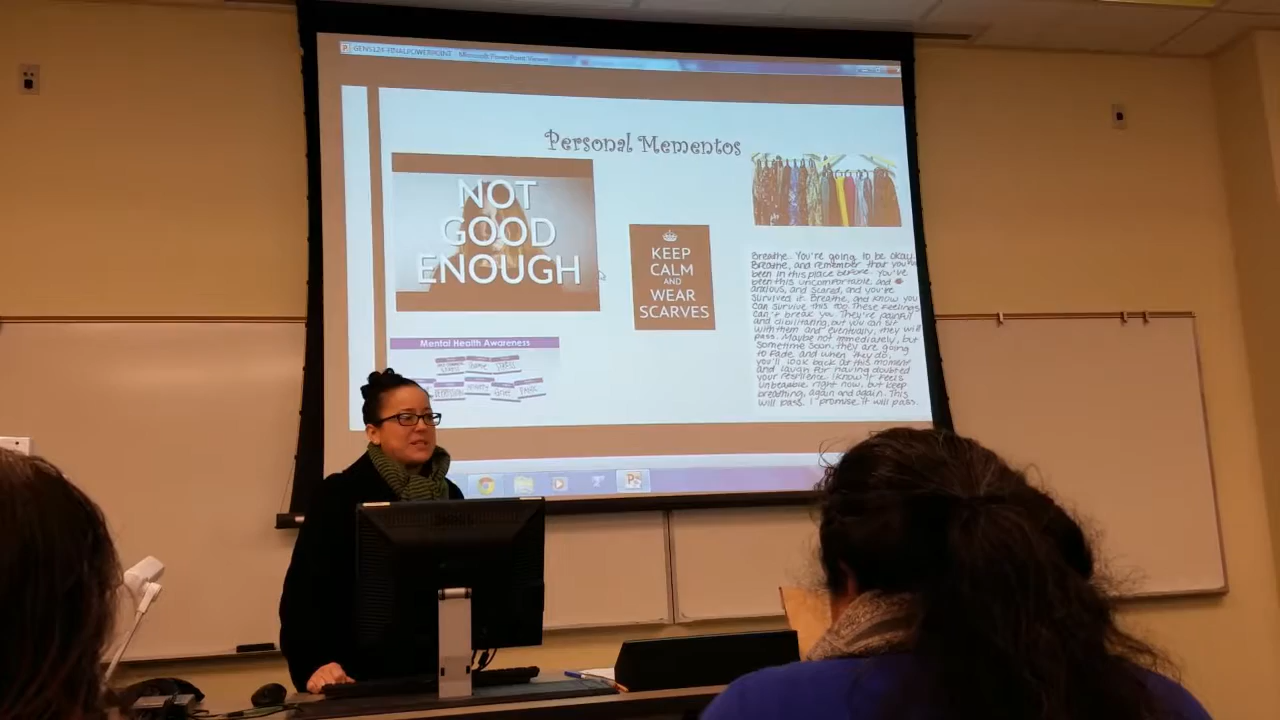 GENS124-FINALPOWERPOINT - Microsoft PowerPoint Viewer
Personal Mementos
NOT
GOOD
ENOUGH
KEEP
CALM
AND
WEAR
SCARVES
Mental Health Awareness
Breathe. You're going to be okay.
Breathe, and remember that you've
been in this place before. You've
been this uncomfortable, and
anxious, and scared, and you've
survived it. Breathe, and know you
can survive this too. These feelings
can't break you. They're painful
and dibilitating, but you can sit
with them and eventually, they will
pass. Maybe not immediately, but
sometime soon, they are going
to fade, and when they do,
you'll look back at this moment
and laugh for having doubted
your resilience. I know it feels
unbearable right now, but keep
breathing, again and again. This
will pass. I promise it will pass.